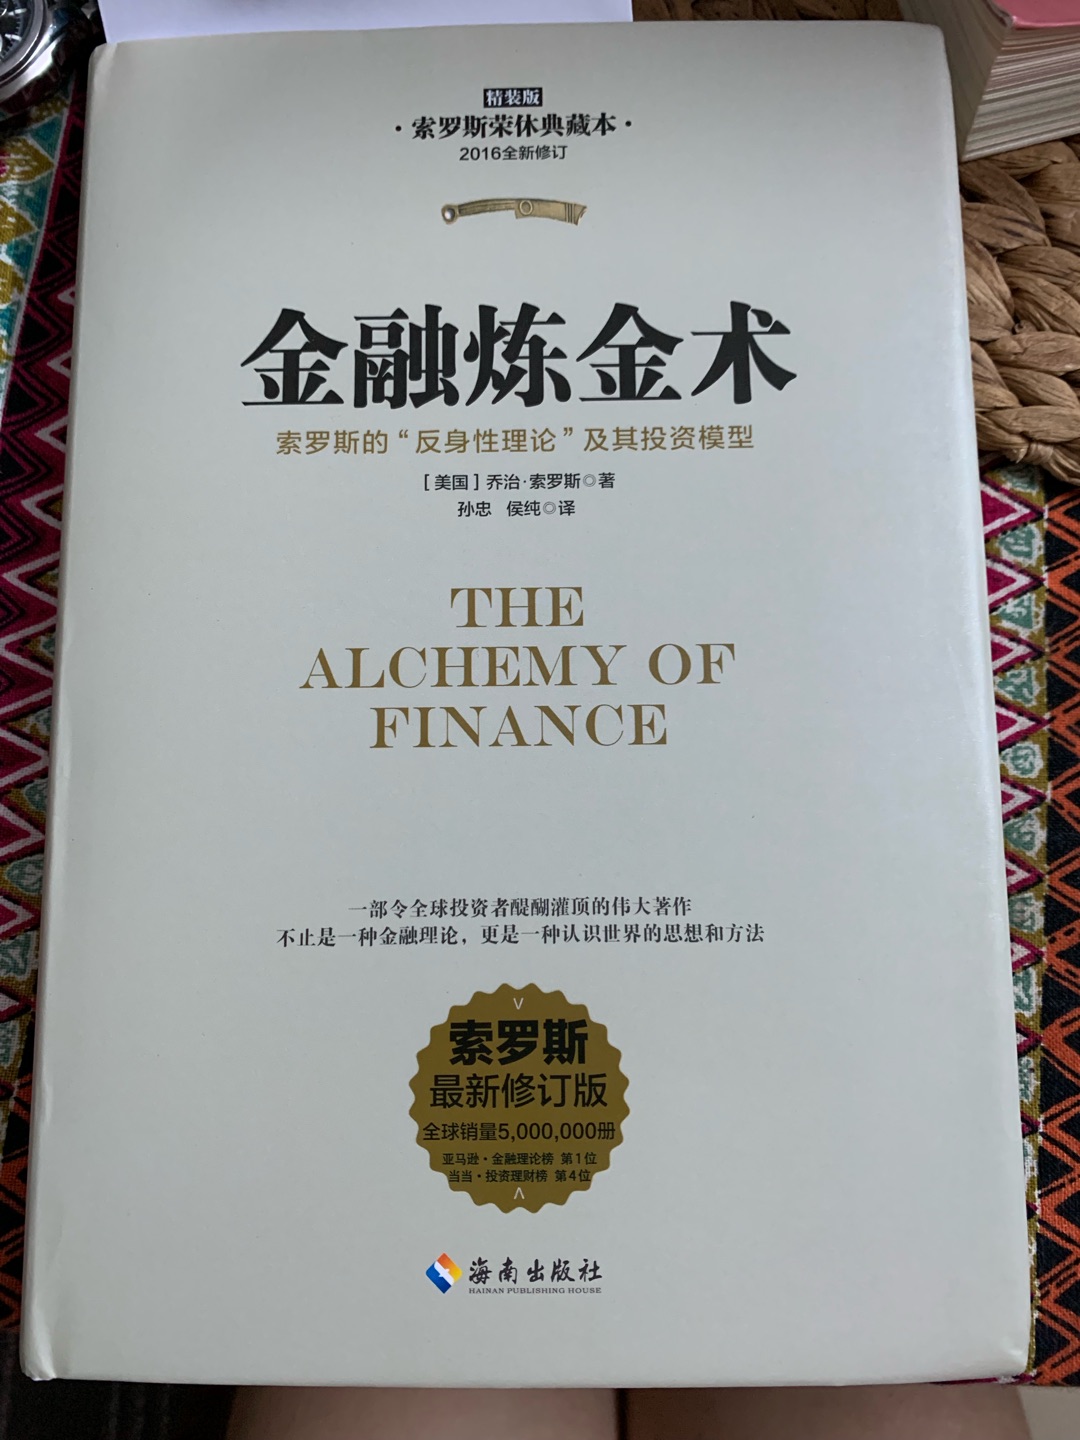 精装版
·索罗斯荣休典藏本·
2016全新修订
金融炼金术
索罗斯的“反身性理论”及其投资模型
[美国] 乔治·索罗斯◎著
孙忠 侯纯◎译
THE
ALCHEMY OF
FINANCE
一部令全球投资者醍醐灌顶的伟大著作
不止是一种金融理论，更是一种认识世界的思想和方法
索罗斯
最新修订版
全球销量5,000,000册
亚马逊·金融理论榜 第1位
当当·投资理财榜 第4位
海南出版社
HAINAN PUBLISHING HOUSE